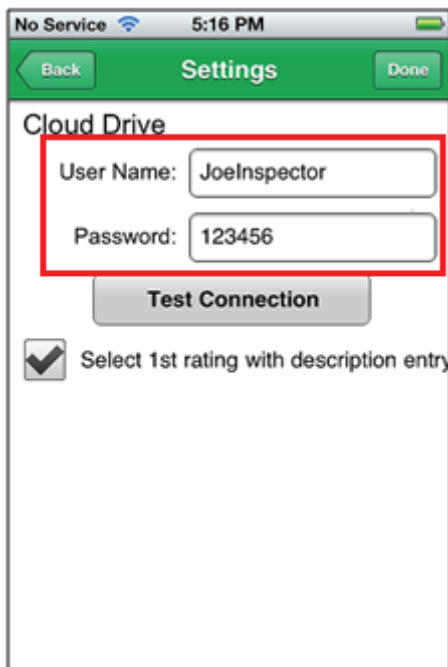 No Service 5:16 PM
Back Settings Done
Cloud Drive
User Name: JoeInspector
Password: 123456
Test Connection
Select 1st rating with description entry